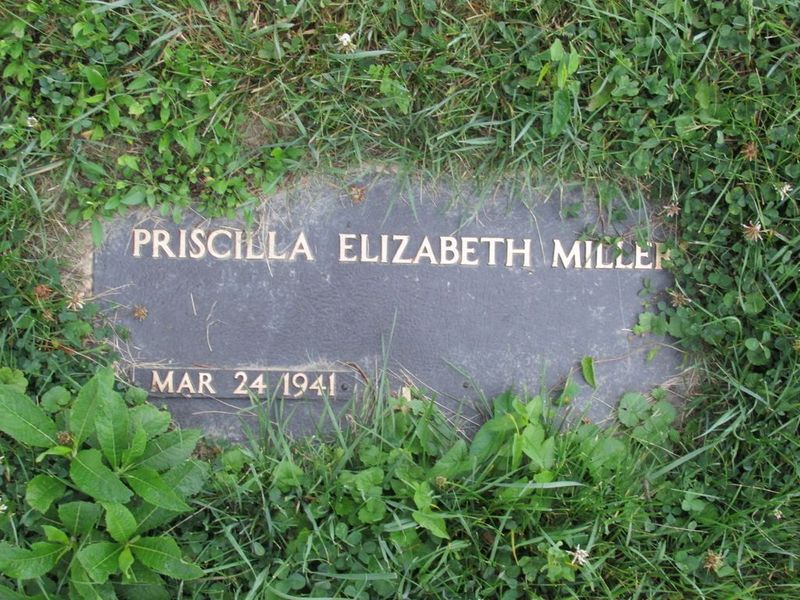 PRISCILLA ELIZABETH MILLER
MAR 24 1941